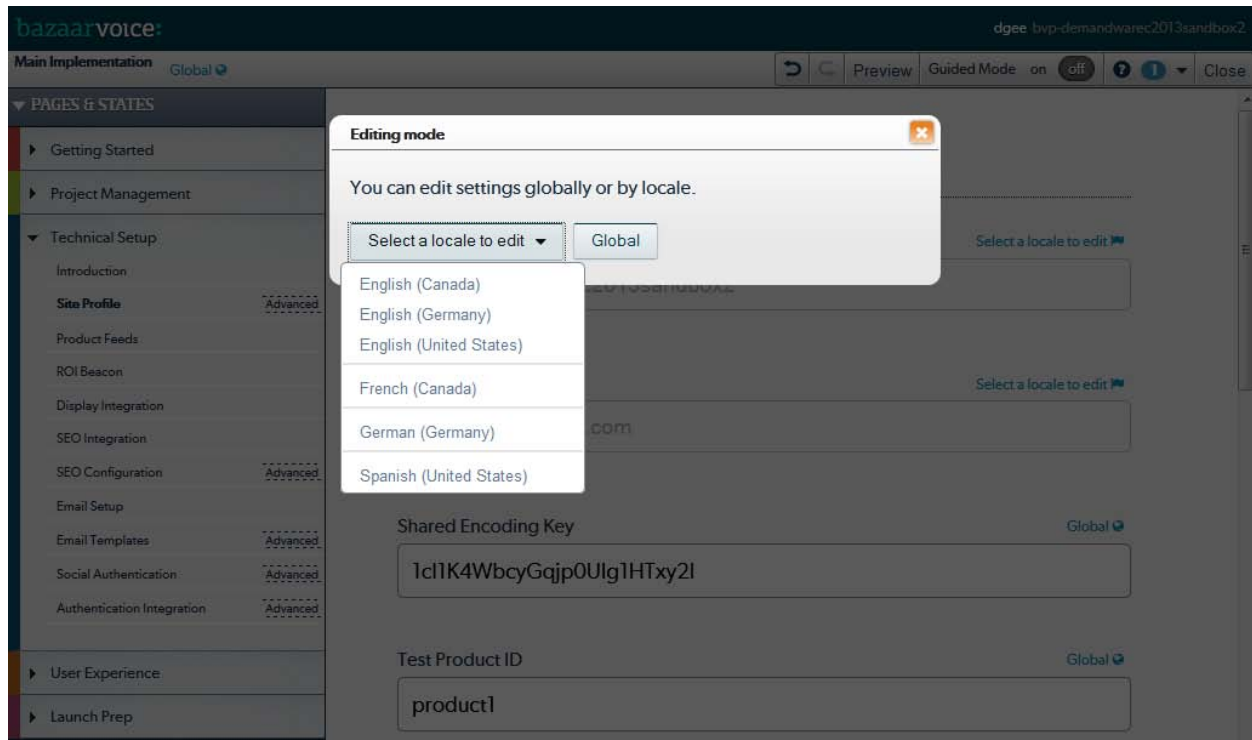 bazaarvoice:
dgee bvp-demandwarec2013sandbox2
Main Implementation Global
Preview Guided Mode on off Close
PAGES & STATES
Getting Started
Project Management
Technical Setup
Introduction
Site Profile Advanced
Product Feeds
ROI Beacon
Display Integration
SEO Integration
SEO Configuration Advanced
Email Setup
Email Templates Advanced
Social Authentication Advanced
Authentication Integration Advanced
User Experience
Launch Prep
Editing mode
You can edit settings globally or by locale.
Select a locale to edit Global
English (Canada)
English (Germany)
English (United States)
French (Canada)
German (Germany)
Spanish (United States)
Select a locale to edit
Select a locale to edit
.com
Shared Encoding Key Global
Test Product ID Global
product1